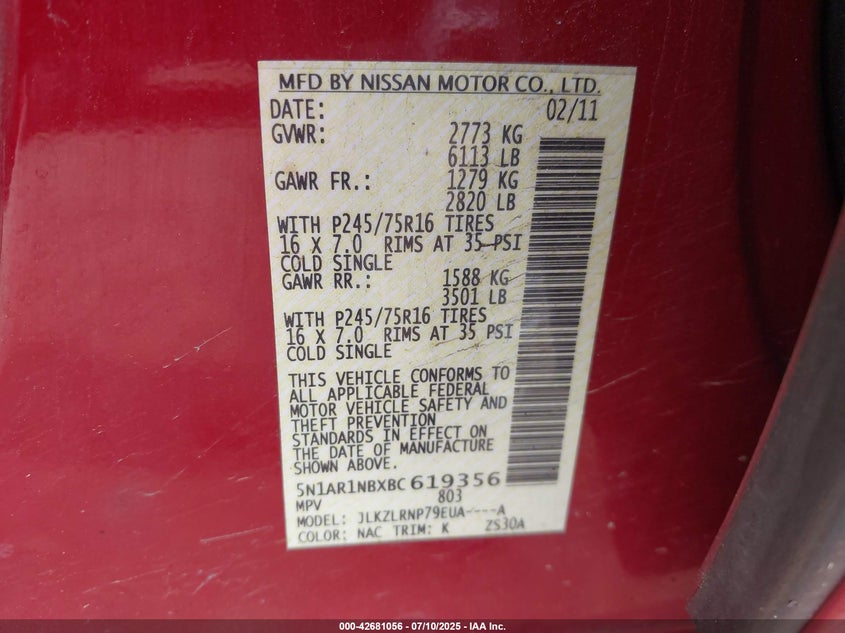 MFD BY NISSAN MOTOR CO., LTD.
DATE: 02/11
GVWR: 2773 KG
6113 LB
GAWR FR.: 1279 KG
2820 LB
WITH P245/75R16 TIRES
16 X 7.0 RIMS AT 35 PSI
COLD SINGLE
GAWR RR.: 1588 KG
3501 LB
WITH P245/75R16 TIRES
16 X 7.0 RIMS AT 35 PSI
COLD SINGLE
THIS VEHICLE CONFORMS TO
ALL APPLICABLE FEDERAL
MOTOR VEHICLE SAFETY AND
THEFT PREVENTION
STANDARDS IN EFFECT ON
THE DATE OF MANUFACTURE
SHOWN ABOVE.
5N1AR1NBXBC 619356
MPV 803
MODEL: JLKZLRNP79EUA----A
COLOR: NAC TRIM: K ZS30A
000-42681056 - 07/10/2025 - IAA Inc.